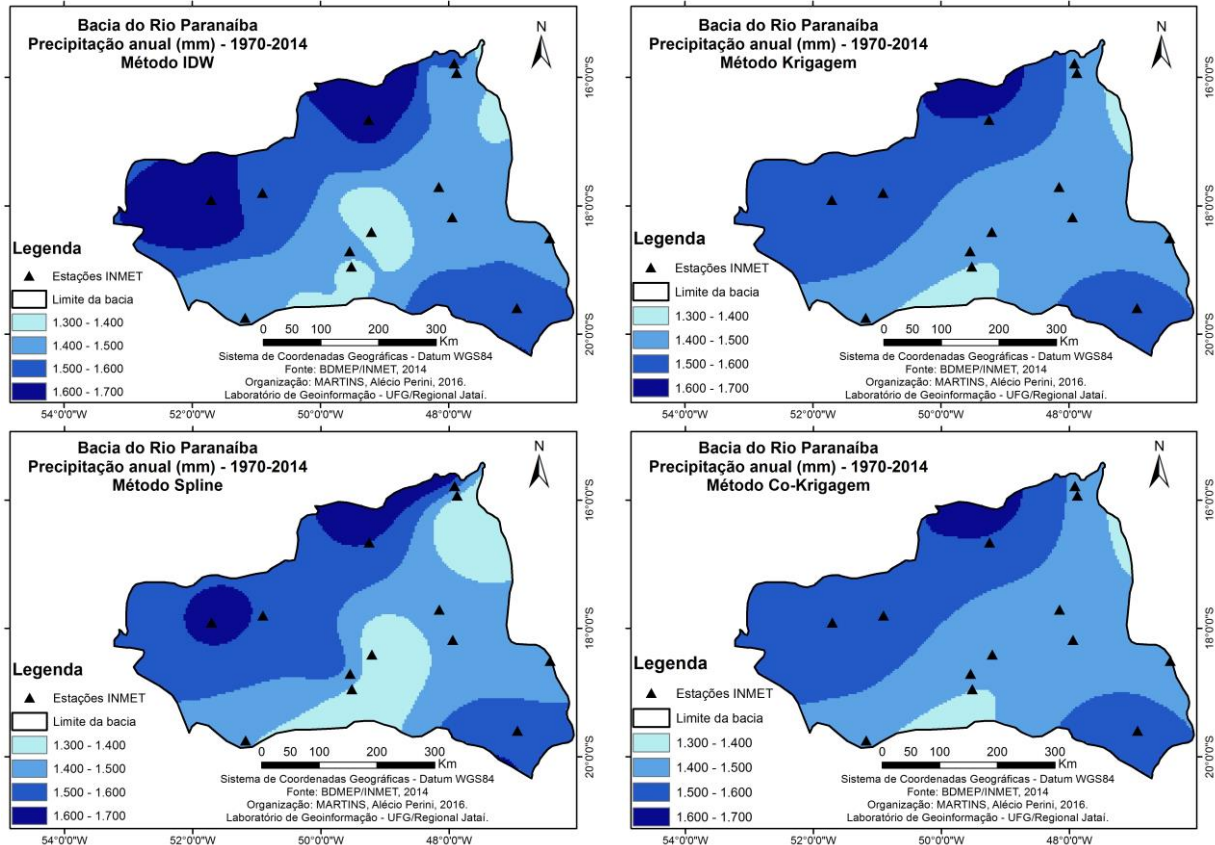 Bacia do Rio Paranaíba
Precipitação anual (mm) - 1970-2014
Método IDW
N
16°0'0"S
18°0'0"S
20°0'0"S
Legenda
Estações INMET
Limite da bacia
1.300 - 1.400
1.400 - 1.500
1.500 - 1.600
1.600 - 1.700
0 50 100 200 300
Km
Sistema de Coordenadas Geográficas - Datum WGS84
Fonte: BDMEP/INMET, 2014
Organização: MARTINS, Alécio Perini, 2016.
Laboratório de Geoinformação - UFG/Regional Jataí.
54°0'0"W 52°0'0"W 50°0'0"W 48°0'0"W
Bacia do Rio Paranaíba
Precipitação anual (mm) - 1970-2014
Método Krigagem
N
16°0'0"S
18°0'0"S
20°0'0"S
Legenda
Estações INMET
Limite da bacia
1.300 - 1.400
1.400 - 1.500
1.500 - 1.600
1.600 - 1.700
0 50 100 200 300
Km
Sistema de Coordenadas Geográficas - Datum WGS84
Fonte: BDMEP/INMET, 2014
Organização: MARTINS, Alécio Perini, 2016.
Laboratório de Geoinformação - UFG/Regional Jataí.
54°0'0"W 52°0'0"W 50°0'0"W 48°0'0"W
Bacia do Rio Paranaíba
Precipitação anual (mm) - 1970-2014
Método Spline
N
16°0'0"S
18°0'0"S
20°0'0"S
Legenda
Estações INMET
Limite da bacia
1.300 - 1.400
1.400 - 1.500
1.500 - 1.600
1.600 - 1.700
0 50 100 200 300
Km
Sistema de Coordenadas Geográficas - Datum WGS84
Fonte: BDMEP/INMET, 2014
Organização: MARTINS, Alécio Perini, 2016.
Laboratório de Geoinformação - UFG/Regional Jataí.
54°0'0"W 52°0'0"W 50°0'0"W 48°0'0"W
Bacia do Rio Paranaíba
Precipitação anual (mm) - 1970-2014
Método Co-Krigagem
N
16°0'0"S
18°0'0"S
20°0'0"S
Legenda
Estações INMET
Limite da bacia
1.300 - 1.400
1.400 - 1.500
1.500 - 1.600
1.600 - 1.700
0 50 100 200 300
Km
Sistema de Coordenadas Geográficas - Datum WGS84
Fonte: BDMEP/INMET, 2014
Organização: MARTINS, Alécio Perini, 2016.
Laboratório de Geoinformação - UFG/Regional Jataí.
54°0'0"W 52°0'0"W 50°0'0"W 48°0'0"W